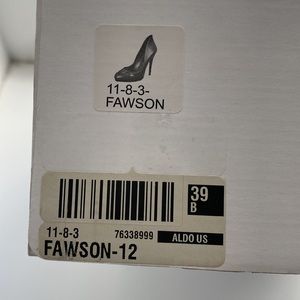 11-8-3-
FAWSON
39
B
11-8-3
76338999
ALDO US
FAWSON-12